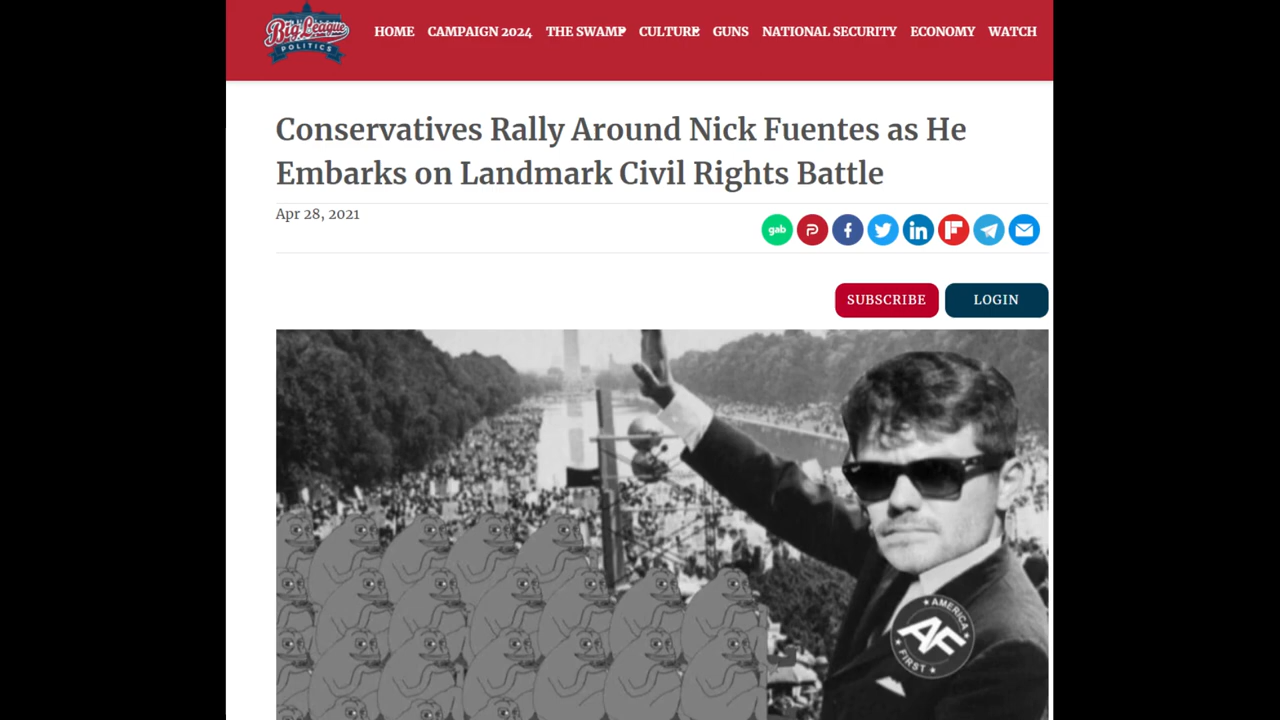 Big League
POLITICS
HOME CAMPAIGN 2024 THE SWAMP CULTURE GUNS NATIONAL SECURITY ECONOMY WATCH
Conservatives Rally Around Nick Fuentes as He
Embarks on Landmark Civil Rights Battle
Apr 28, 2021
gab
SUBSCRIBE LOGIN
AMERICA
AF
FIRST